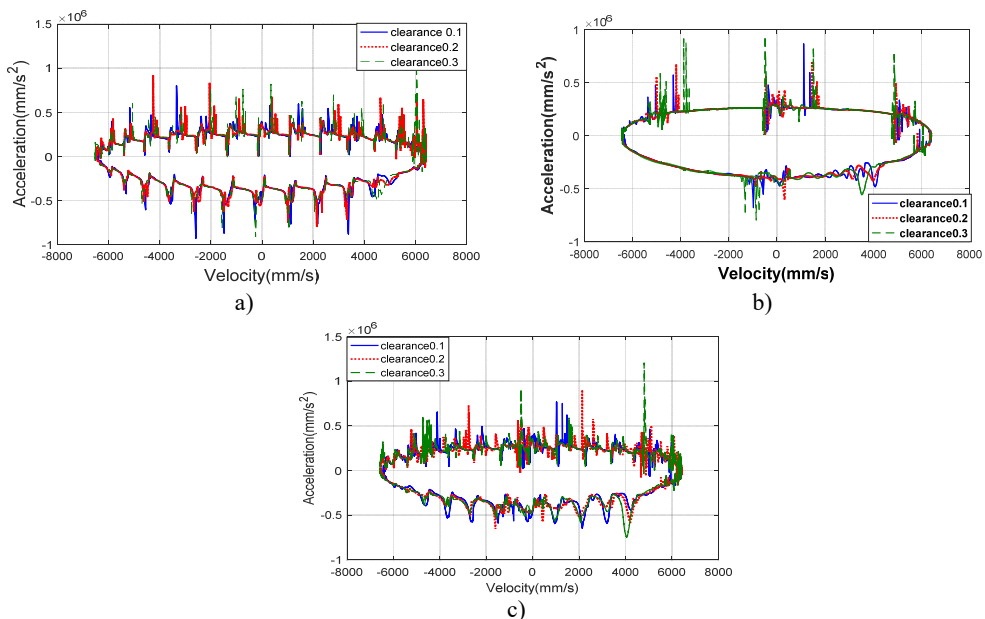 ×10⁶
1.5
1
0.5
0
-0.5
-1
Acceleration(mm/s²)
-8000 -6000 -4000 -2000 0 2000 4000 6000 8000
Velocity(mm/s)
clearance 0.1
clearance0.2
clearance0.3
a)
×10⁶
1
0.5
0
-0.5
-1
Acceleration(mm/s²)
-8000 -6000 -4000 -2000 0 2000 4000 6000 8000
Velocity(mm/s)
clearance0.1
clearance0.2
clearance0.3
b)
×10⁶
1.5
1
0.5
0
-0.5
-1
Acceleration(mm/s²)
-8000 -6000 -4000 -2000 0 2000 4000 6000 8000
Velocity(mm/s)
clearance0.1
clearance0.2
clearance0.3
c)